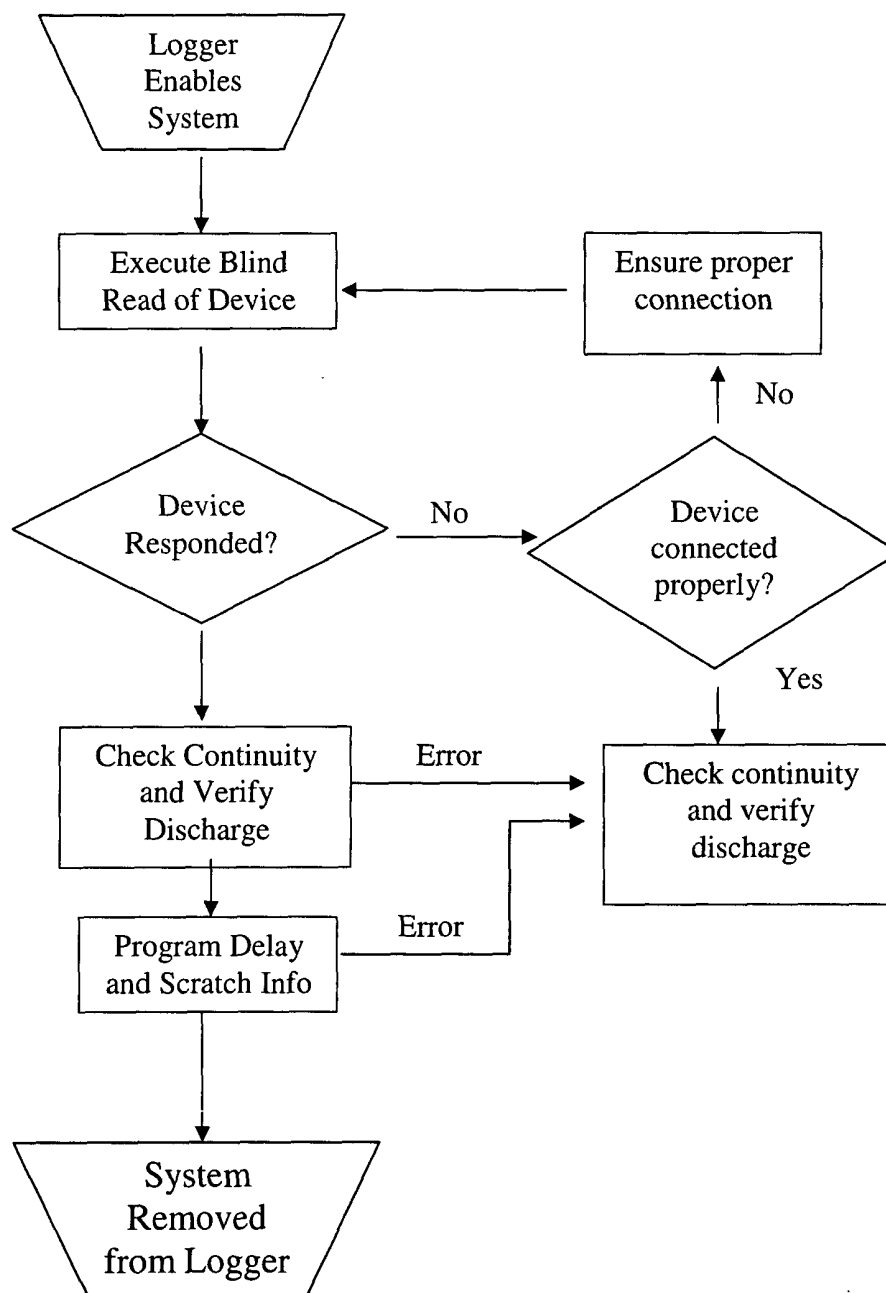 Logger
Enables
System
Execute Blind
Read of Device
Ensure proper
connection
No
Device
Responded?
No
Device
connected
properly?
Yes
Check Continuity
and Verify
Discharge
Error
Check continuity
and verify
discharge
Program Delay
and Scratch Info
Error
System
Removed
from Logger